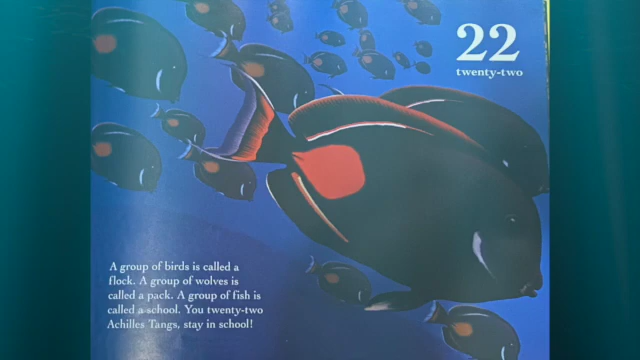 22
twenty-two
A group of birds is called a
flock. A group of wolves is
called a pack. A group of fish is
called a school. You twenty-two
Achilles Tangs, stay in school!